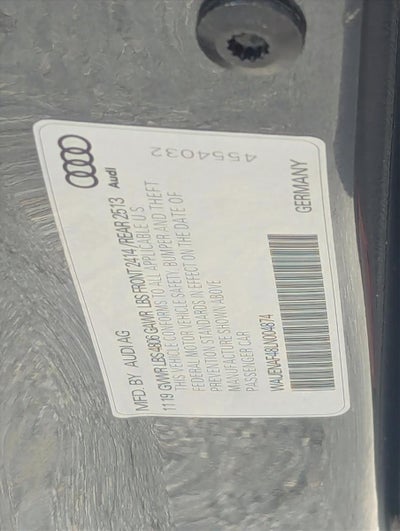 Audi
MFD. BY AUDI AG
1119 GVWR LBS 4806 GAWR LBS FRONT 2414 / REAR 2513
THIS VEHICLE CONFORMS TO ALL APPLICABLE U.S
FEDERAL MOTOR VEHICLE SAFETY, BUMPER AND THEFT
PREVENTION STANDARDS IN EFFECT ON THE DATE OF
MANUFACTURE SHOWN ABOVE
4554032
PASSENGER CAR
WAUENAF48LN004874
GERMANY